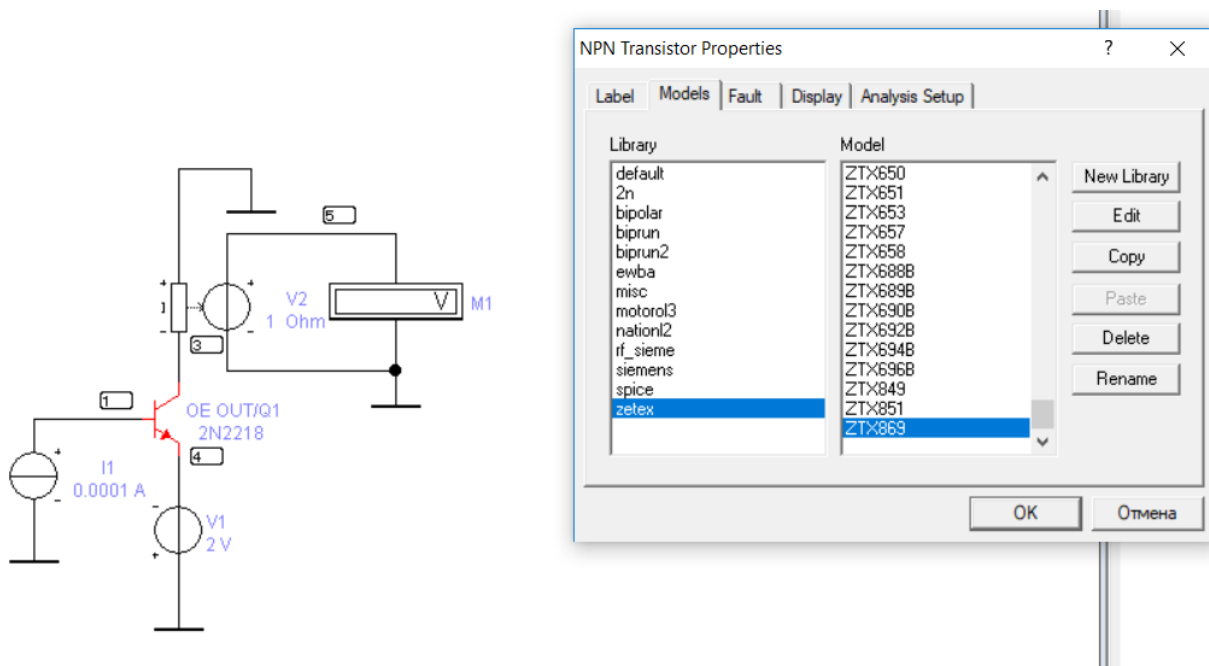 5
V2
1 Ohm
V
M1
3
1
OE OUT/Q1
2N2218
4
I1
0.0001 A
V1
2 V
NPN Transistor Properties
?
Label Models Fault Display Analysis Setup
Library
default
2n
bipolar
biprun
biprun2
ewba
misc
motorol3
nationl2
rf_sieme
siemens
spice
zetex
Model
ZTX650
ZTX651
ZTX653
ZTX657
ZTX658
ZTX688B
ZTX689B
ZTX690B
ZTX692B
ZTX694B
ZTX696B
ZTX849
ZTX851
ZTX869
New Library
Edit
Copy
Paste
Delete
Rename
OK
Отмена